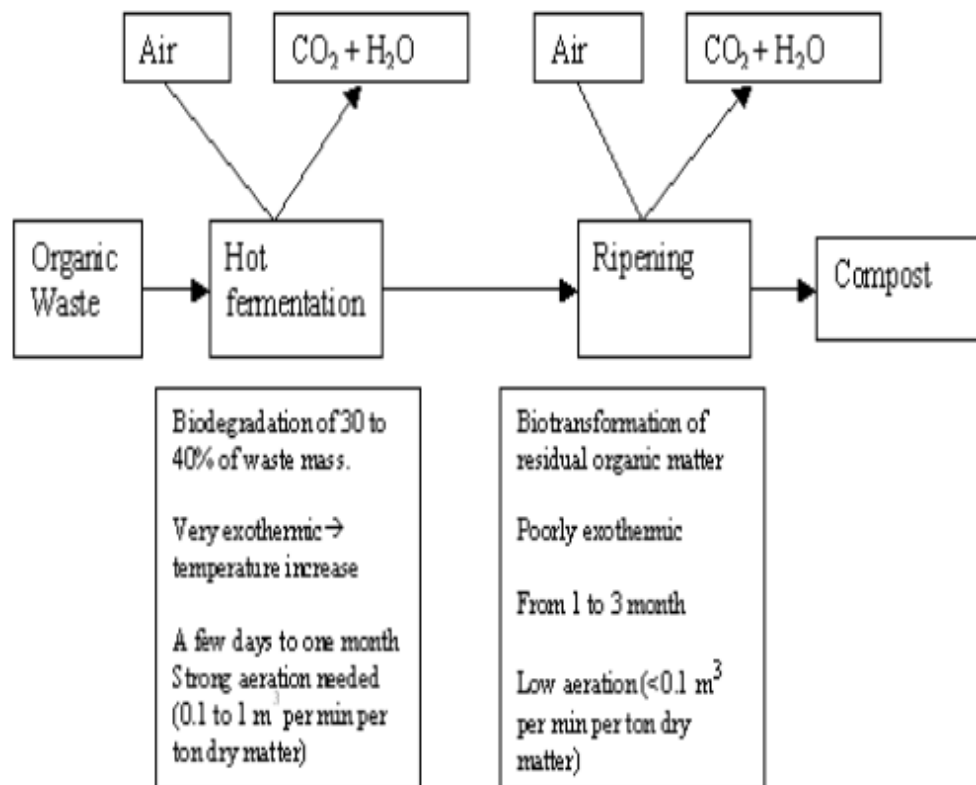 Air
CO₂ + H₂O
Air
CO₂ + H₂O
Organic
Waste
Hot
fermentation
Ripening
Compost
Biodegradation of 30 to
40% of waste mass.
Very exothermic→
temperature increase
A few days to one month
Strong aeration needed
(0.1 to 1 m³ per min per
ton dry matter)
Biotransformation of
residual organic matter
Poorly exothermic
From 1 to 3 month
Low aeration (<0.1 m³
per min per ton dry
matter)